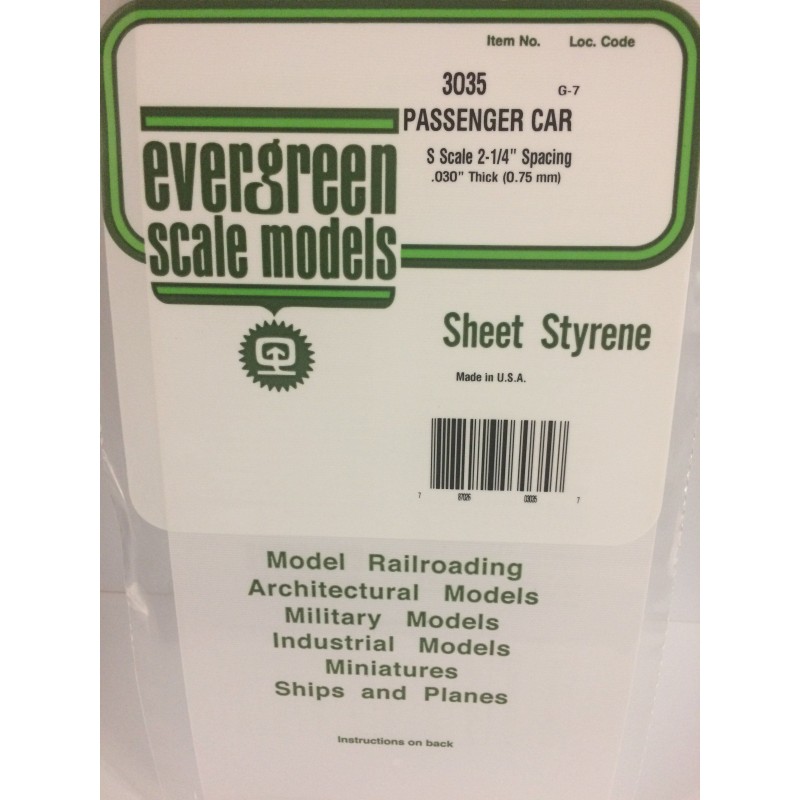 Item No. Loc. Code
3035 G-7
PASSENGER CAR
S Scale 2-1/4" Spacing
.030" Thick (0.75 mm)
evergreen
scale models
Sheet Styrene
Made in U.S.A.
7 7
Model Railroading
Architectural Models
Military Models
Industrial Models
Miniatures
Ships and Planes
Instructions on back